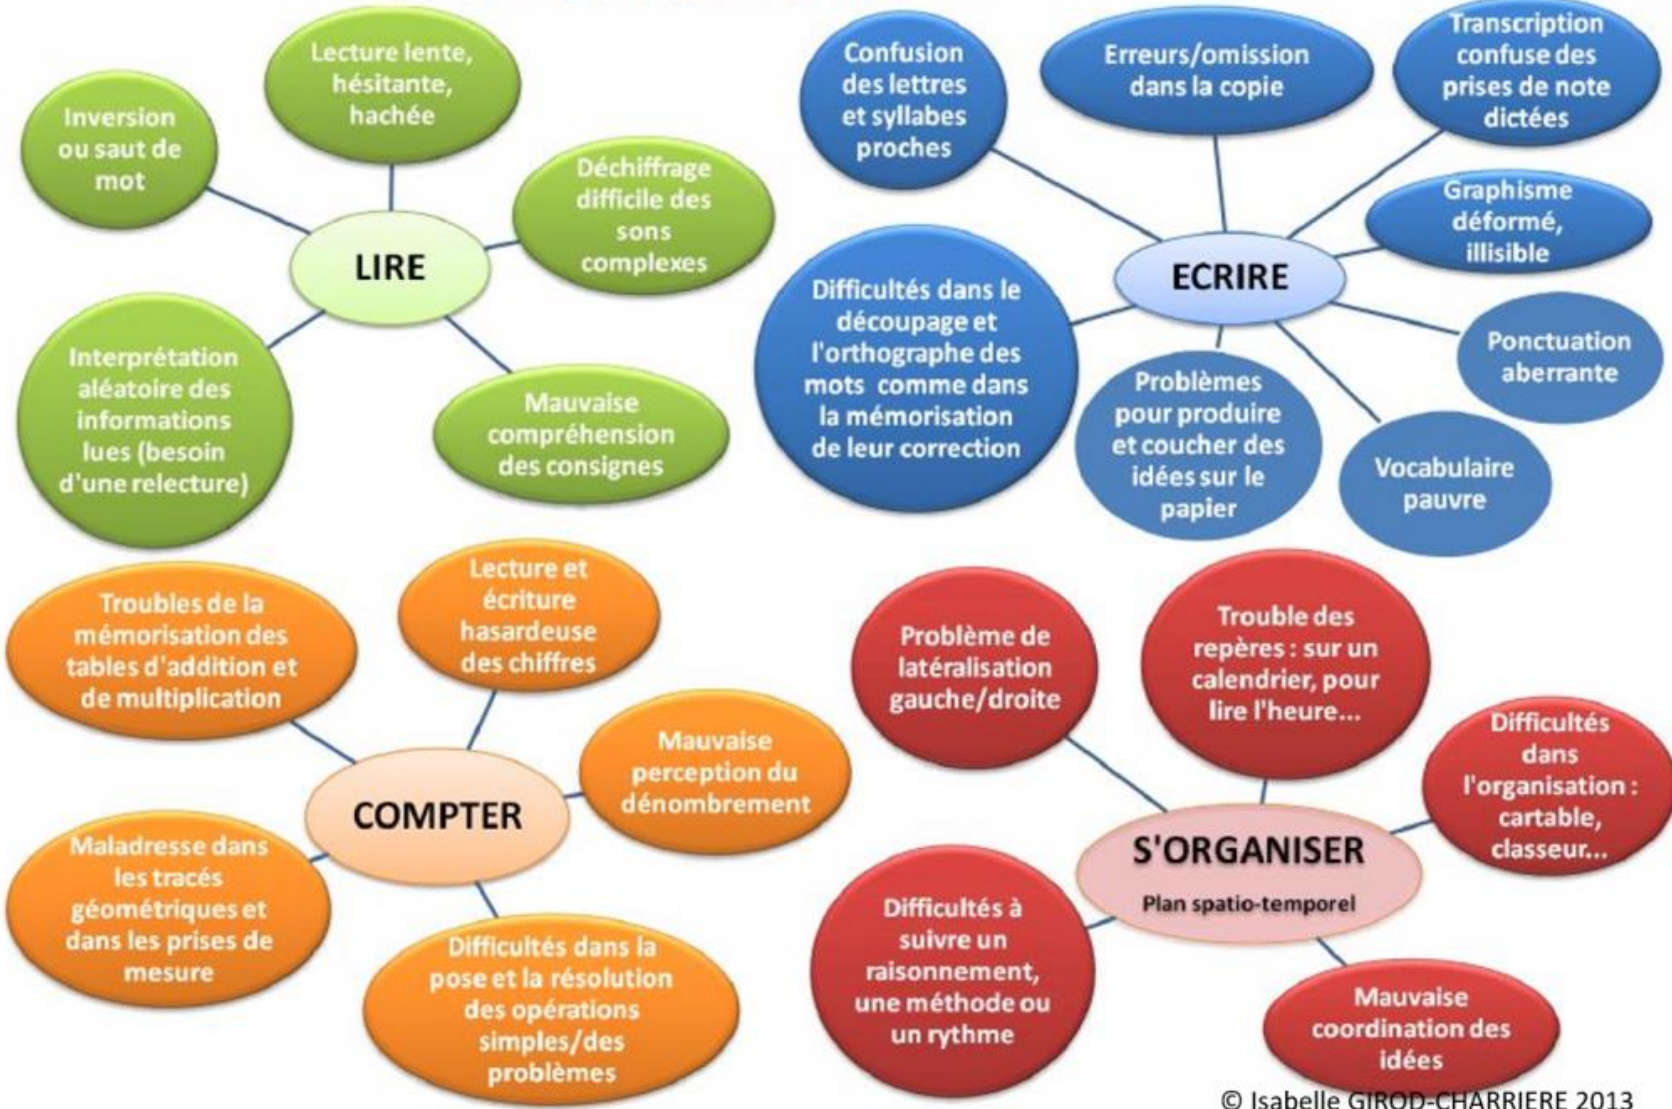 Inversion
ou saut de
mot
Lecture lente,
hésitante,
hachée
Déchiffrage
difficile des
sons
complexes
LIRE
Interprétation
aléatoire des
informations
lues (besoin
d'une relecture)
Mauvaise
compréhension
des consignes
Confusion
des lettres
et syllabes
proches
Erreurs/omission
dans la copie
Transcription
confuse des
prises de note
dictées
Graphisme
déformé,
illisible
ECRIRE
Difficultés dans le
découpage et
l'orthographe des
mots comme dans
la mémorisation
de leur correction
Problèmes
pour produire
et coucher des
idées sur le
papier
Vocabulaire
pauvre
Ponctuation
aberrante
Troubles de la
mémorisation des
tables d'addition et
de multiplication
Lecture et
écriture
hasardeuse
des chiffres
Mauvaise
perception du
dénombrement
COMPTER
Maladresse dans
les tracés
géométriques et
dans les prises de
mesure
Difficultés dans la
pose et la résolution
des opérations
simples/des
problèmes
Problème de
latéralisation
gauche/droite
Trouble des
repères : sur un
calendrier, pour
lire l'heure...
Difficultés
dans
l'organisation :
cartable,
classeur...
S'ORGANISER
Plan spatio-temporel
Difficultés à
suivre un
raisonnement,
une méthode ou
un rythme
Mauvaise
coordination des
idées
© Isabelle GIROD-CHARRIERE 2013